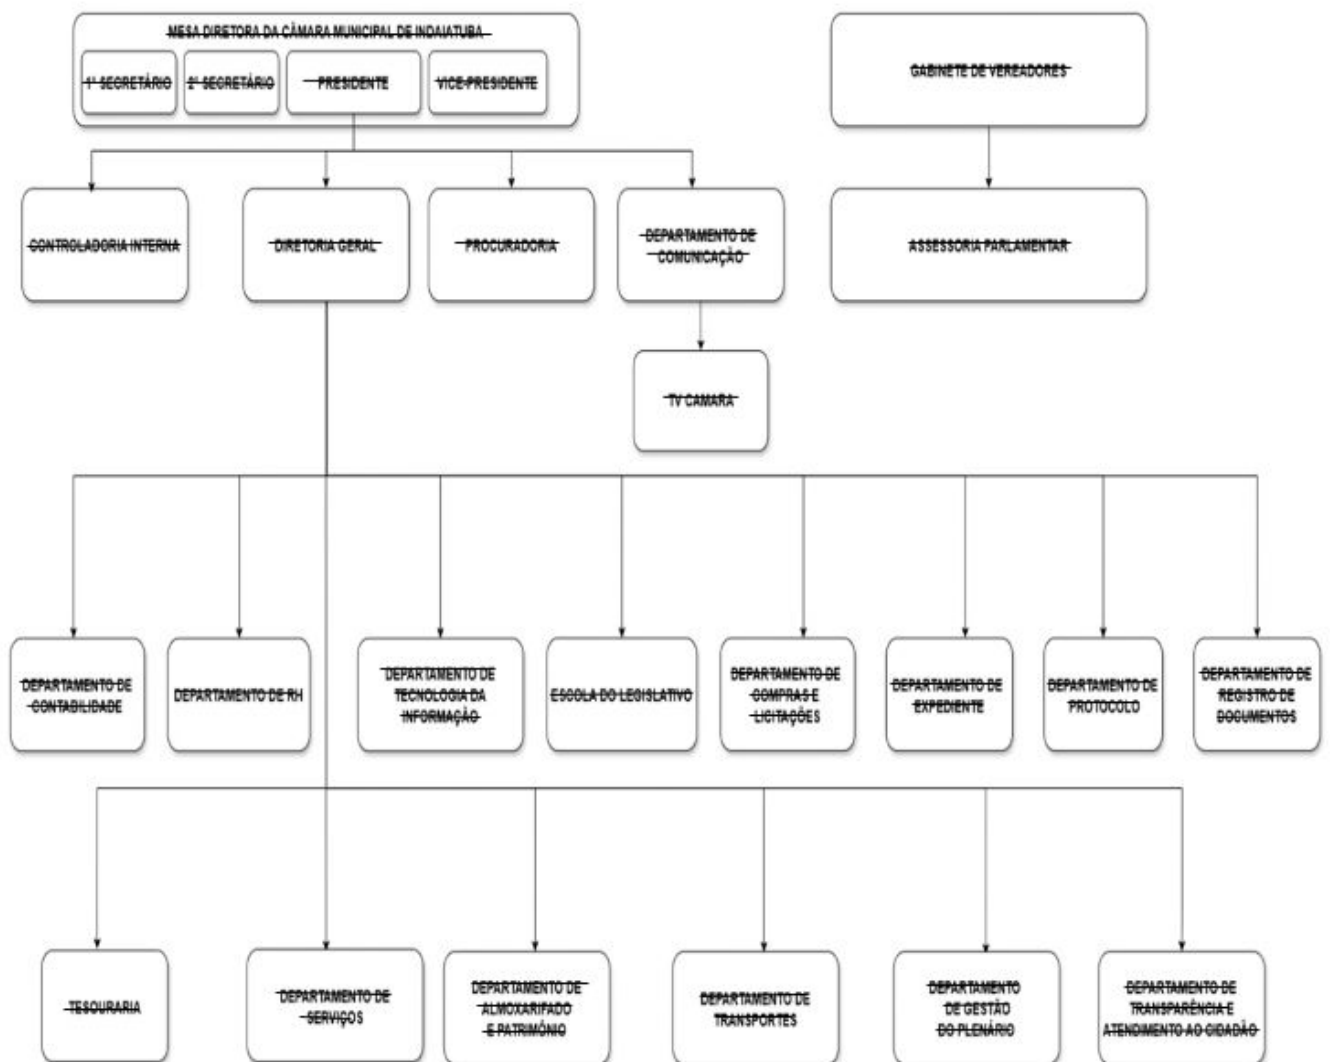 MESA DIRETORA DA CÂMARA MUNICIPAL DE INDAIATUBA
1º SECRETÁRIO
2º SECRETÁRIO
PRESIDENTE
VICE-PRESIDENTE
GABINETE DE VEREADORES
CONTROLADORIA INTERNA
DIRETORIA GERAL
PROCURADORIA
DEPARTAMENTO DE
COMUNICAÇÃO
ASSESSORIA PARLAMENTAR
TV CAMARA
DEPARTAMENTO DE
CONTABILIDADE
DEPARTAMENTO DE RH
DEPARTAMENTO DE
TECNOLOGIA DA
INFORMAÇÃO
ESCOLA DO LEGISLATIVO
DEPARTAMENTO DE
COMPRAS E
LICITAÇÕES
DEPARTAMENTO DE
EXPEDIENTE
DEPARTAMENTO DE
PROTOCOLO
DEPARTAMENTO DE
REGISTRO DE
DOCUMENTOS
TESOURARIA
DEPARTAMENTO DE
SERVIÇOS
DEPARTAMENTO DE
ALMOXARIFADO
E PATRIMÔNIO
DEPARTAMENTO DE
TRANSPORTES
DEPARTAMENTO
DE GESTÃO
DO PLENÁRIO
DEPARTAMENTO DE
TRANSPARÊNCIA E
ATENDIMENTO AO CIDADÃO